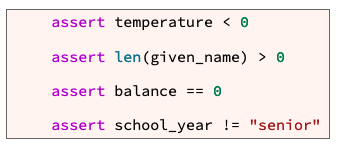 assert temperature < 0
assert len(given_name) > 0
assert balance == 0
assert school_year != "senior"